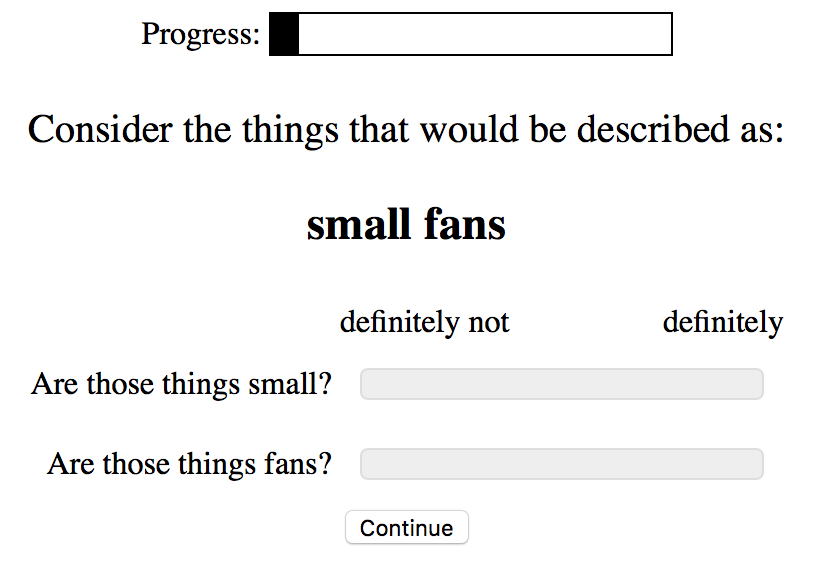 Progress:
Consider the things that would be described as:
small fans
definitely not definitely
Are those things small?
Are those things fans?
Continue